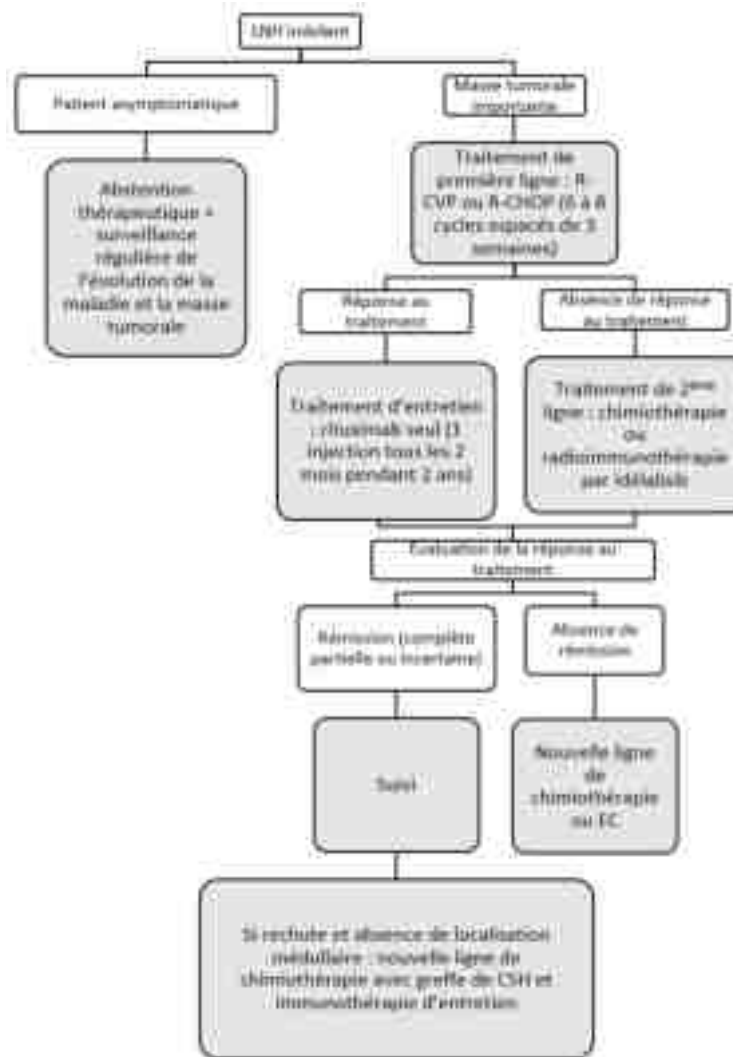 LNH indolent
Patient asymptomatique
Masse tumorale
importante
Abstention
thérapeutique +
surveillance
régulière de
l'évolution de la
maladie et la masse
tumorale
Traitement de
première ligne : R-
CVP ou R-CHOP (6 à 8
cycles espacés de 3
semaines)
Réponse au
traitement
Absence de réponse
au traitement
Traitement d'entretien
: rituximab seul (1
injection tous les 2
mois pendant 2 ans)
Traitement de 2ème
ligne : chimiothérapie
ou
radioimmunothérapie
par idélalisib
Evaluation de la réponse au
traitement
Rémission (complète
partielle ou incertaine)
Absence de
rémission
Suivi
Nouvelle ligne
de
chimiothérapie
ou EC
Si rechute et absence de localisation
médullaire : nouvelle ligne de
chimiothérapie avec greffe de CSH et
immunothérapie d'entretien